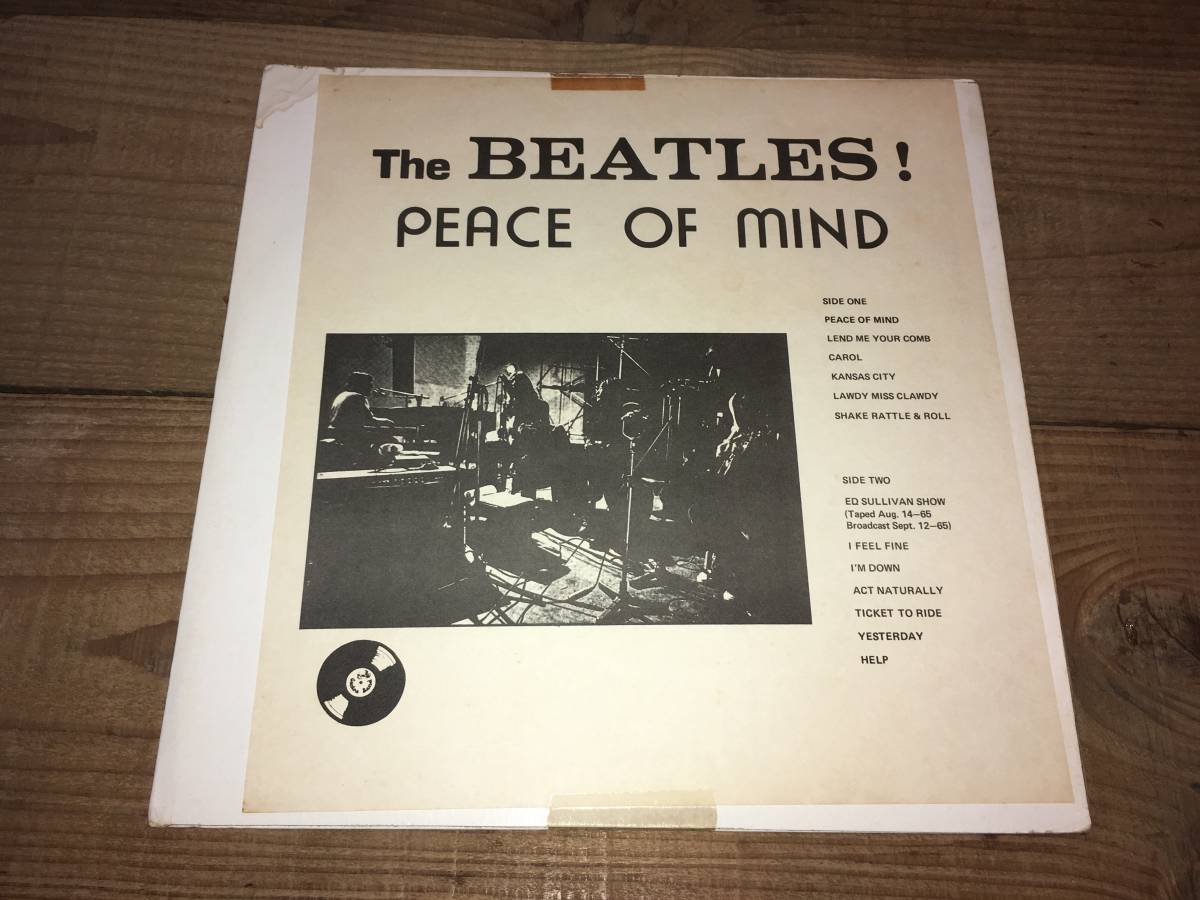 The BEATLES!
PEACE OF MIND
SIDE ONE
PEACE OF MIND
LEND ME YOUR COMB
CAROL
KANSAS CITY
LAWDY MISS CLAWDY
SHAKE RATTLE & ROLL
SIDE TWO
ED SULLIVAN SHOW
(Taped Aug. 14–65
Broadcast Sept. 12–65)
I FEEL FINE
I'M DOWN
ACT NATURALLY
TICKET TO RIDE
YESTERDAY
HELP